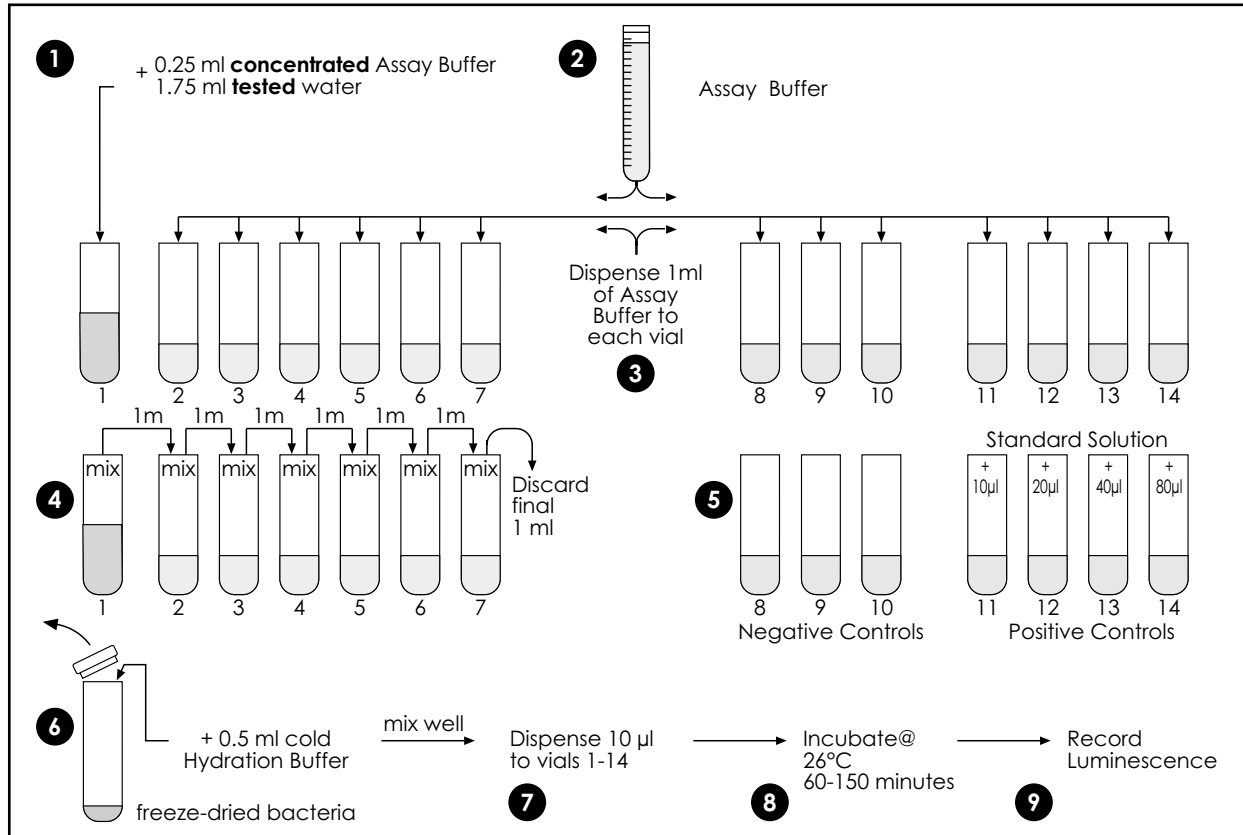 1
+ 0.25 ml concentrated Assay Buffer
1.75 ml tested water
2
Assay Buffer
Dispense 1ml
of Assay
Buffer to
each vial
3
1
2
3
4
5
6
7
8
9
10
11
12
13
14
4
1m
1m
1m
1m
1m
1m
mix
mix
mix
mix
mix
mix
mix
Discard
final
1 ml
1
2
3
4
5
6
7
5
Standard Solution
+
10µl
+
20µl
+
40µl
+
80µl
8
9
10
11
12
13
14
Negative Controls
Positive Controls
6
+ 0.5 ml cold
Hydration Buffer
freeze-dried bacteria
mix well
Dispense 10 µl
to vials 1-14
7
Incubate@
26°C
60-150 minutes
8
Record
Luminescence
9